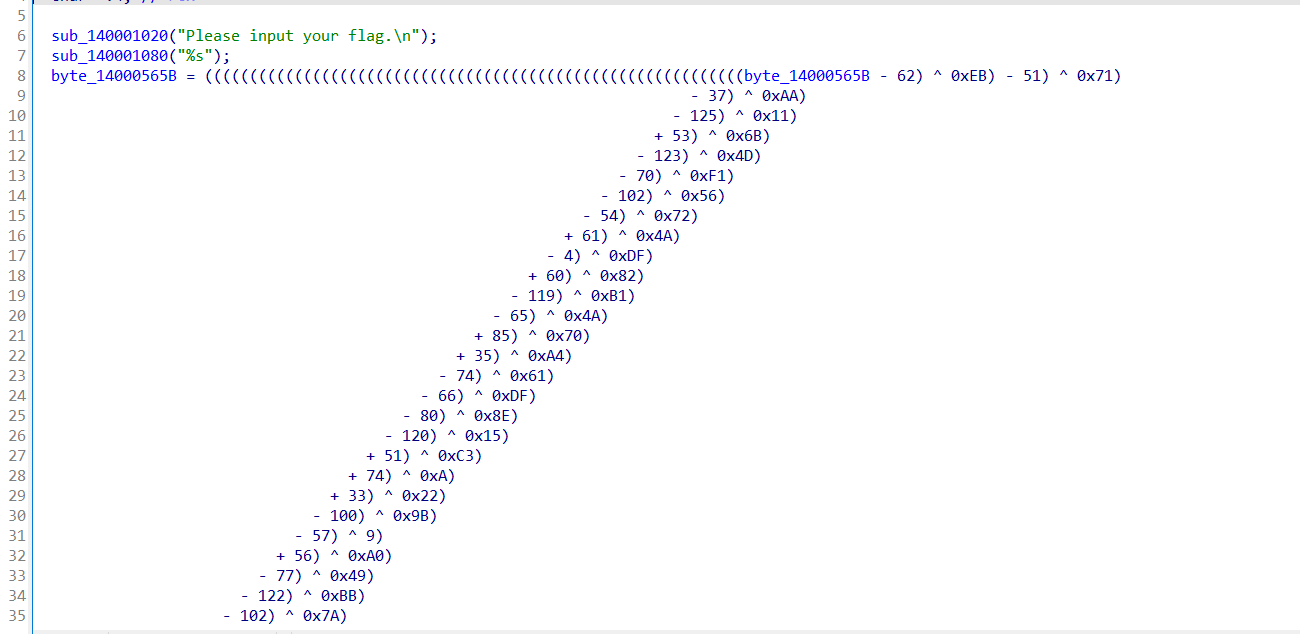 5
6 sub_140001020("Please input your flag.\n");
7 sub_140001080("%s");
8 byte_14000565B = ((((((((((((((((((((((((((((((((((((((((((((((((((((((((((((byte_14000565B - 62) ^ 0xEB) - 51) ^ 0x71)
9 - 37) ^ 0xAA)
10 - 125) ^ 0x11)
11 + 53) ^ 0x6B)
12 - 123) ^ 0x4D)
13 - 70) ^ 0xF1)
14 - 102) ^ 0x56)
15 - 54) ^ 0x72)
16 + 61) ^ 0x4A)
17 - 4) ^ 0xDF)
18 + 60) ^ 0x82)
19 - 119) ^ 0xB1)
20 - 65) ^ 0x4A)
21 + 85) ^ 0x70)
22 + 35) ^ 0xA4)
23 - 74) ^ 0x61)
24 - 66) ^ 0xDF)
25 - 80) ^ 0x8E)
26 - 120) ^ 0x15)
27 + 51) ^ 0xC3)
28 + 74) ^ 0xA)
29 + 33) ^ 0x22)
30 - 100) ^ 0x9B)
31 - 57) ^ 9)
32 + 56) ^ 0xA0)
33 - 77) ^ 0x49)
34 - 122) ^ 0xBB)
35 - 102) ^ 0x7A)